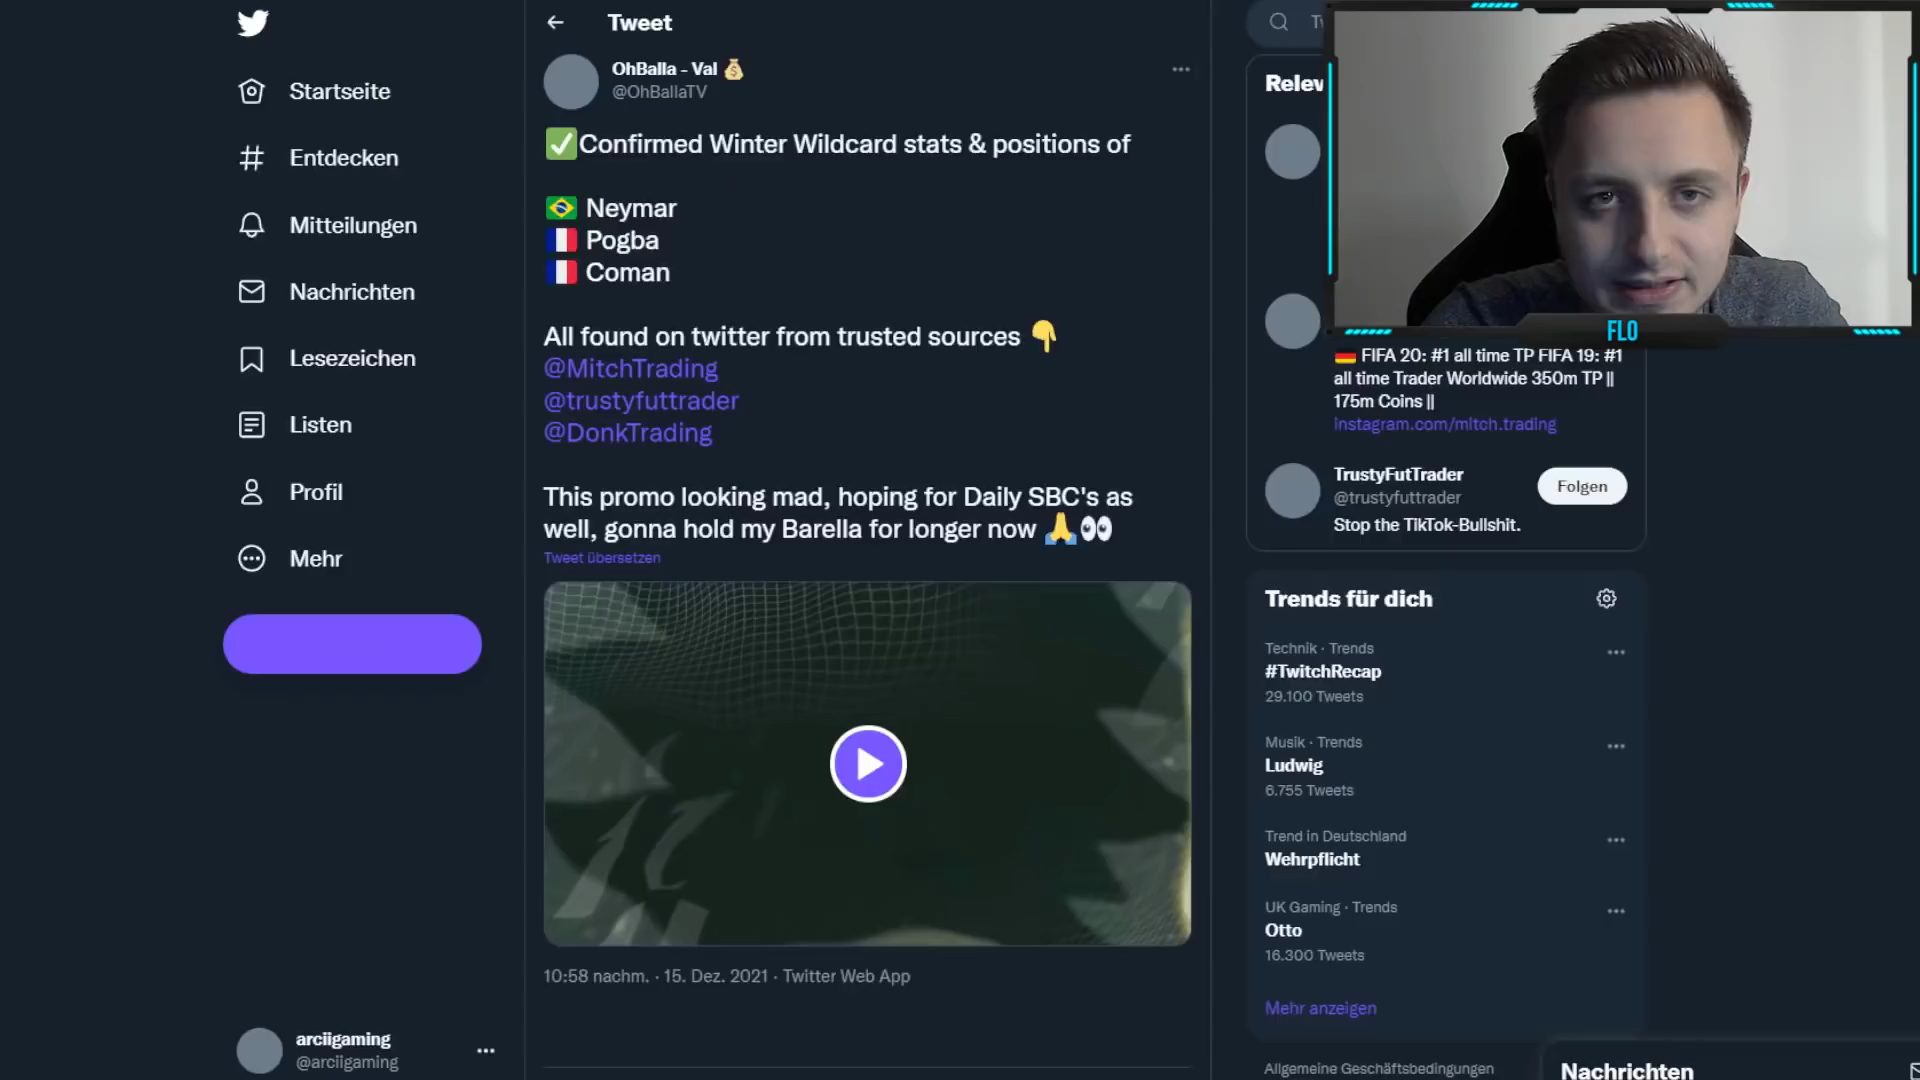 Startseite
Entdecken
Mitteilungen
Nachrichten
Lesezeichen
Listen
Profil
Mehr
arciigaming
@arciigaming
Tweet
OhBalla - Val 💰
@OhBallaTV
✅Confirmed Winter Wildcard stats & positions of
🇧🇷 Neymar
🇫🇷 Pogba
🇫🇷 Coman
All found on twitter from trusted sources 👇
@MitchTrading
@trustyfuttrader
@DonkTrading
This promo looking mad, hoping for Daily SBC's as
well, gonna hold my Barella for longer now 🙏👀
Tweet übersetzen
10:58 nachm. · 15. Dez. 2021 · Twitter Web App
Relev
FLO
🇩🇪 FIFA 20: #1 all time TP FIFA 19: #1
all time Trader Worldwide 350m TP ||
175m Coins ||
instagram.com/mitch.trading
TrustyFutTrader
@trustyfuttrader
Folgen
Stop the TikTok-Bullshit.
Trends für dich
Technik · Trends
#TwitchRecap
29.100 Tweets
Musik · Trends
Ludwig
6.755 Tweets
Trend in Deutschland
Wehrpflicht
UK Gaming · Trends
Otto
16.300 Tweets
Mehr anzeigen
Allgemeine Geschäftsbedingungen
Nachrichten